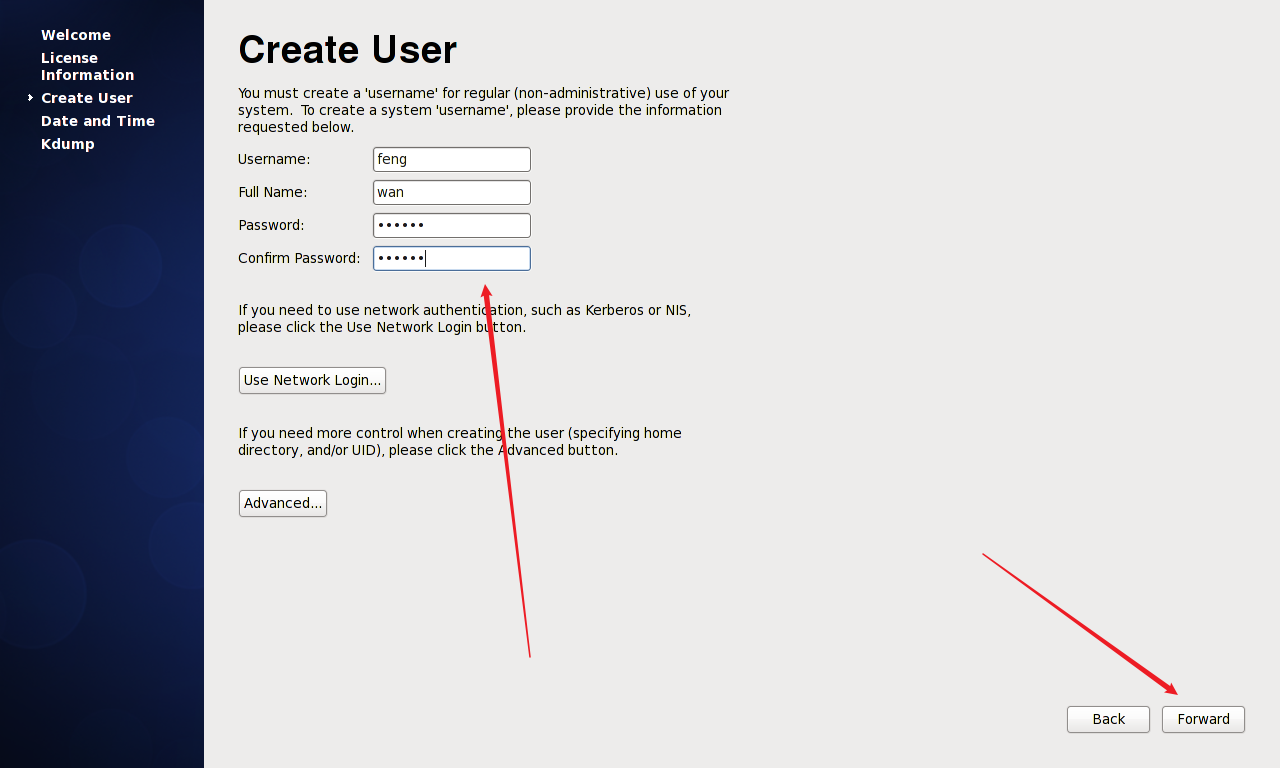 Welcome
License
Information
Create User
Date and Time
Kdump
Create User
You must create a 'username' for regular (non-administrative) use of your
system.  To create a system 'username', please provide the information
requested below.
Username: feng
Full Name: wan
Password: ••••••
Confirm Password: ••••••
If you need to use network authentication, such as Kerberos or NIS,
please click the Use Network Login button.
Use Network Login...
If you need more control when creating the user (specifying home
directory, and/or UID), please click the Advanced button.
Advanced...
Back Forward